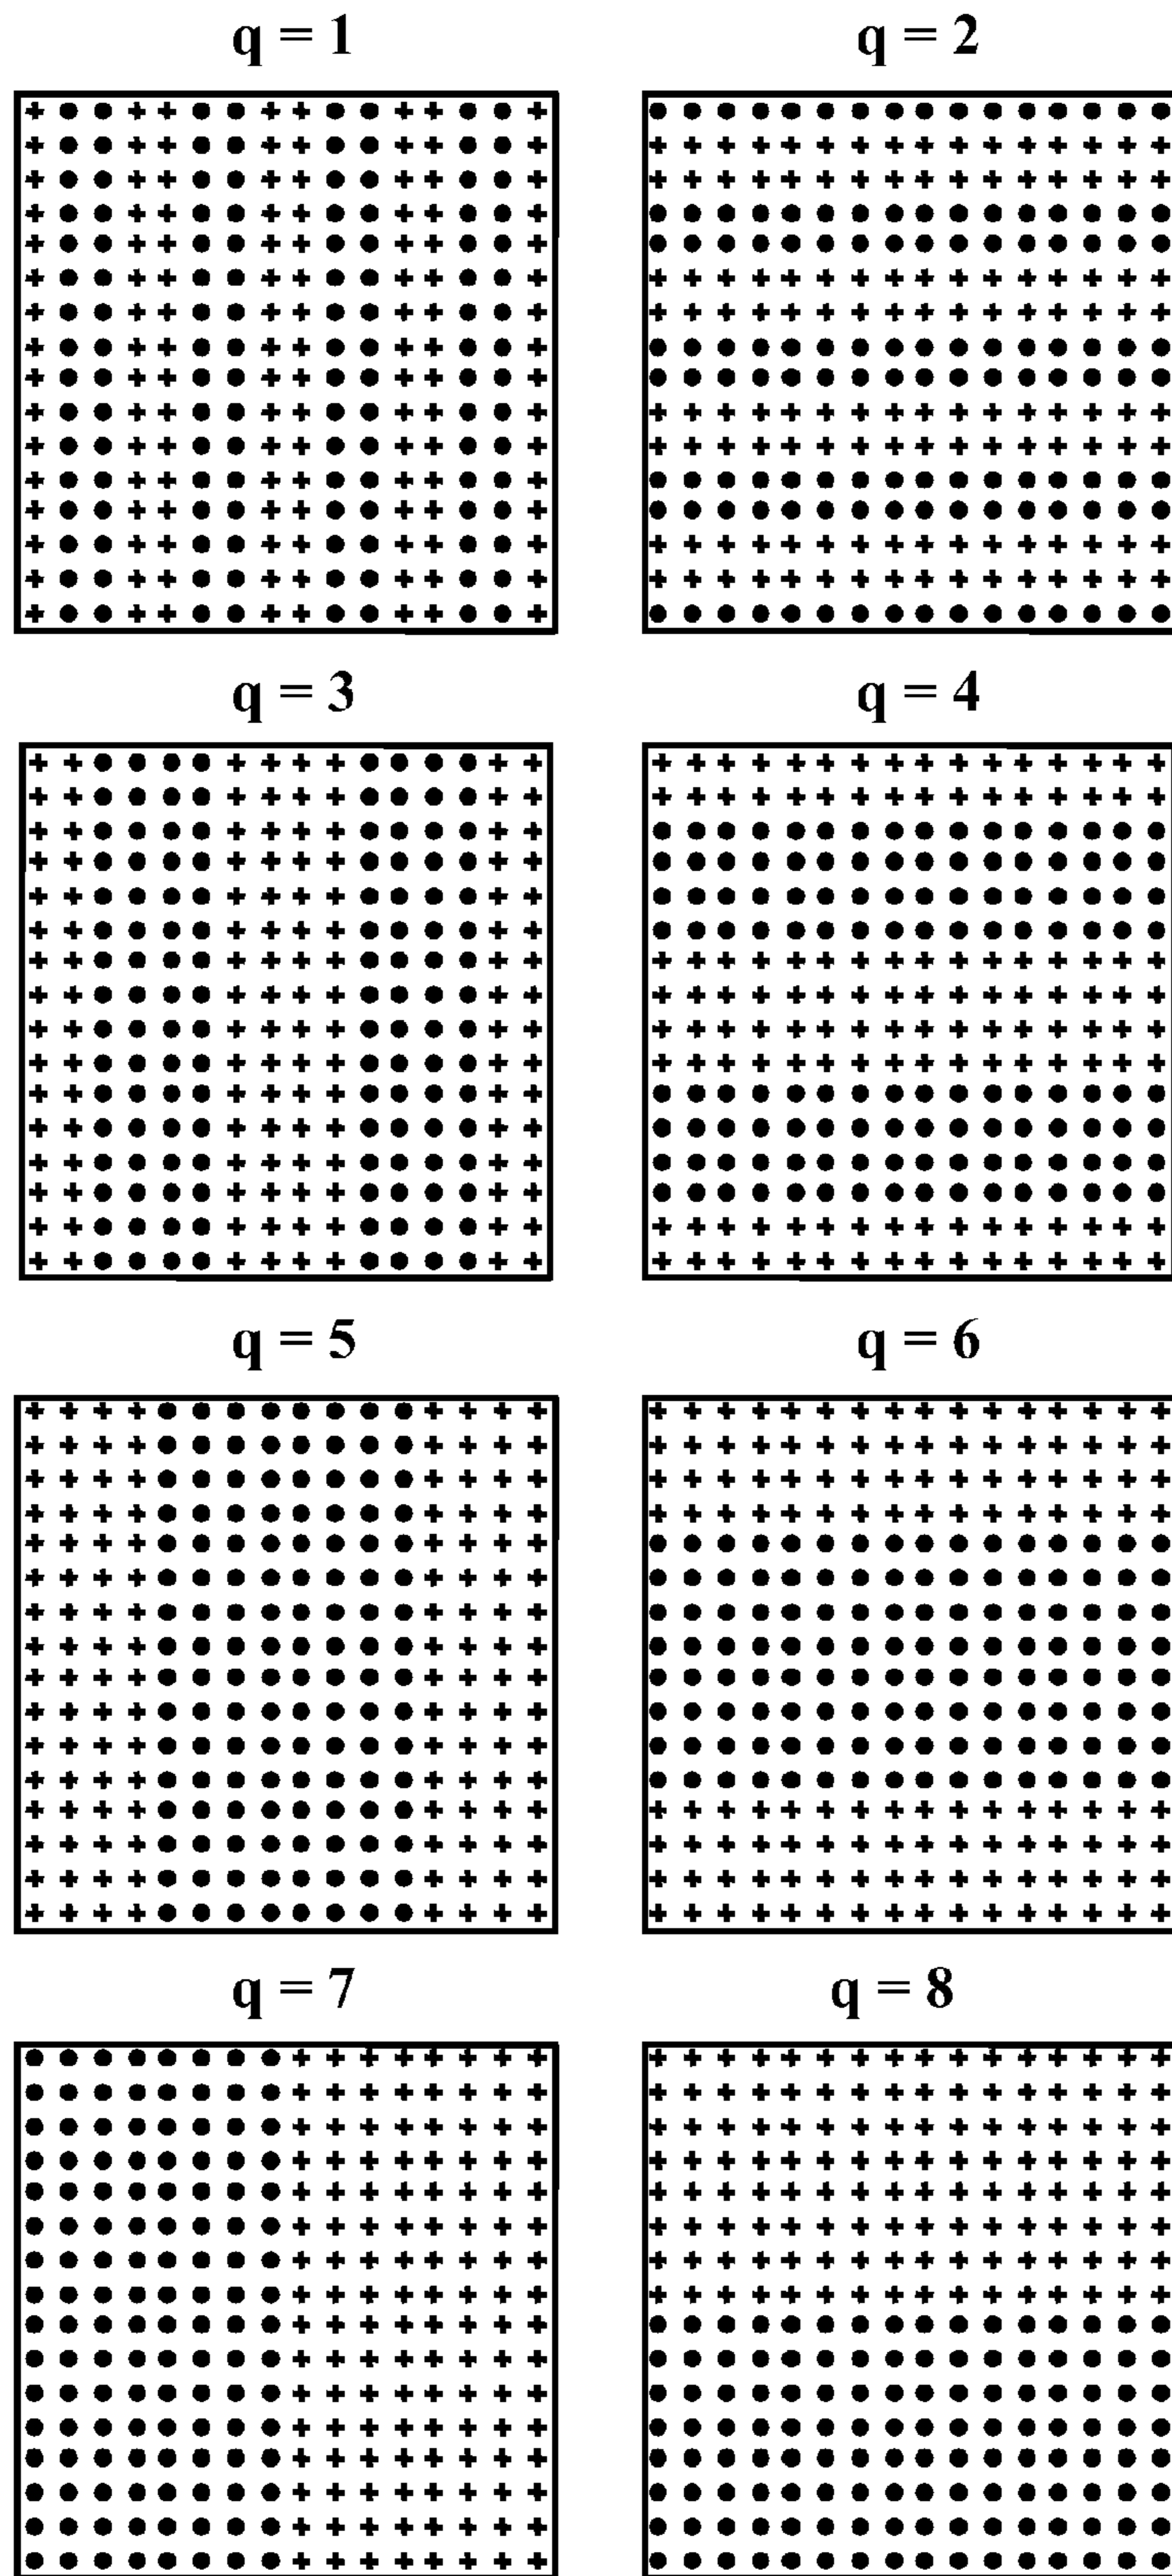 q = 1
q = 2
q = 3
q = 4
q = 5
q = 6
q = 7
q = 8